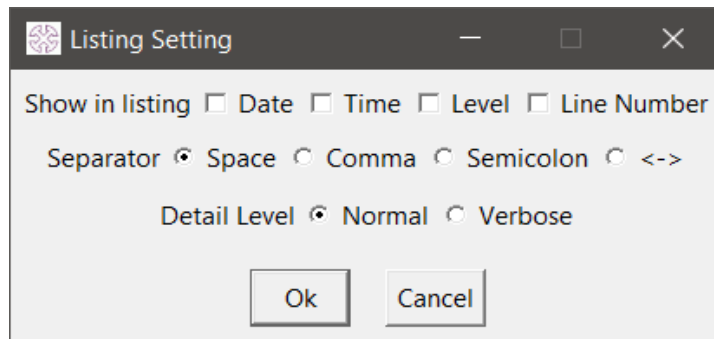 Listing Setting
Show in listing Date Time Level Line Number
Separator Space Comma Semicolon <->
Detail Level Normal Verbose
Ok Cancel